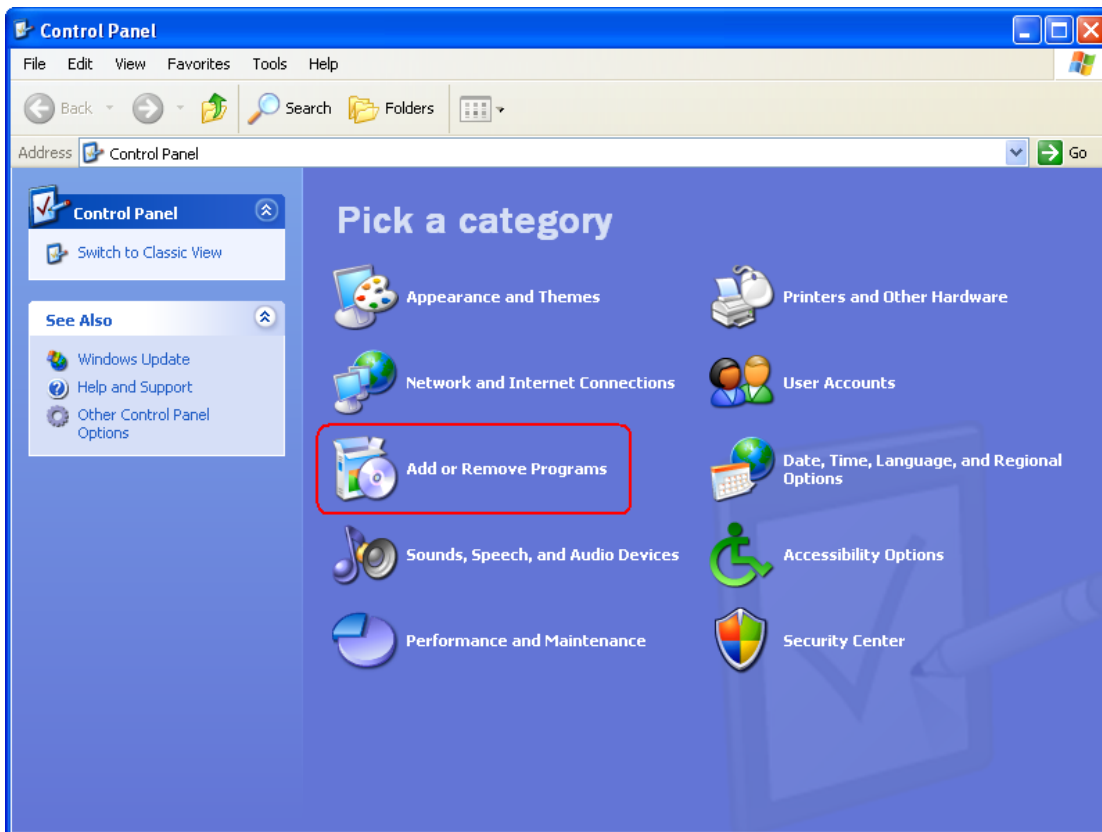 Control Panel
File Edit View Favorites Tools Help
Back Search Folders
Address Control Panel Go
Control Panel
Switch to Classic View
See Also
Windows Update
Help and Support
Other Control Panel
Options
Pick a category
Appearance and Themes
Printers and Other Hardware
Network and Internet Connections
User Accounts
Add or Remove Programs
Date, Time, Language, and Regional
Options
Sounds, Speech, and Audio Devices
Accessibility Options
Performance and Maintenance
Security Center